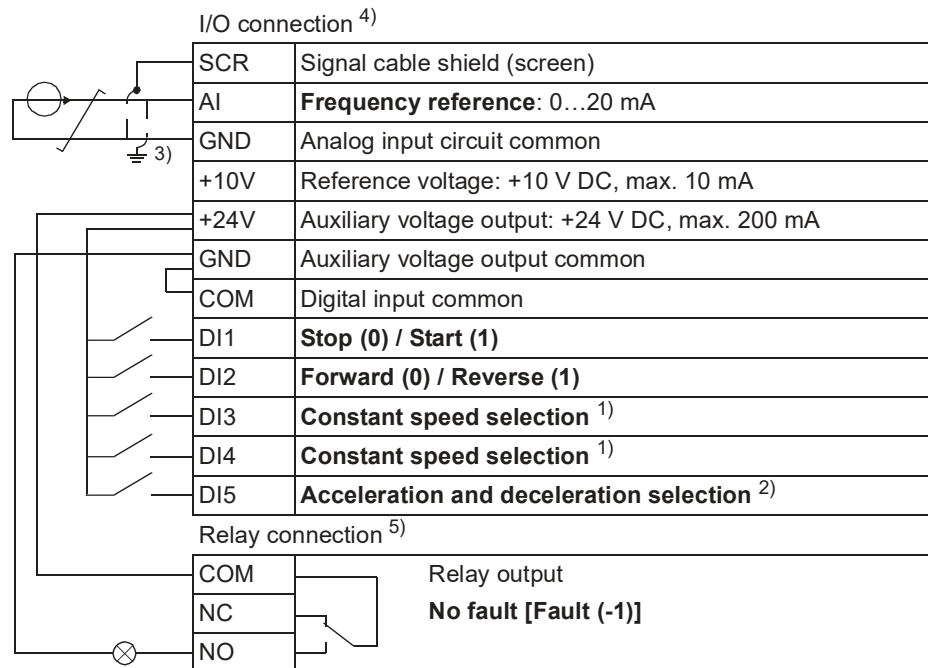 I/O connection 4)
SCR Signal cable shield (screen)
AI Frequency reference: 0…20 mA
GND Analog input circuit common
3)
+10V Reference voltage: +10 V DC, max. 10 mA
+24V Auxiliary voltage output: +24 V DC, max. 200 mA
GND Auxiliary voltage output common
COM Digital input common
DI1 Stop (0) / Start (1)
DI2 Forward (0) / Reverse (1)
DI3 Constant speed selection 1)
DI4 Constant speed selection 1)
DI5 Acceleration and deceleration selection 2)
Relay connection 5)
COM Relay output
NC No fault [Fault (-1)]
NO